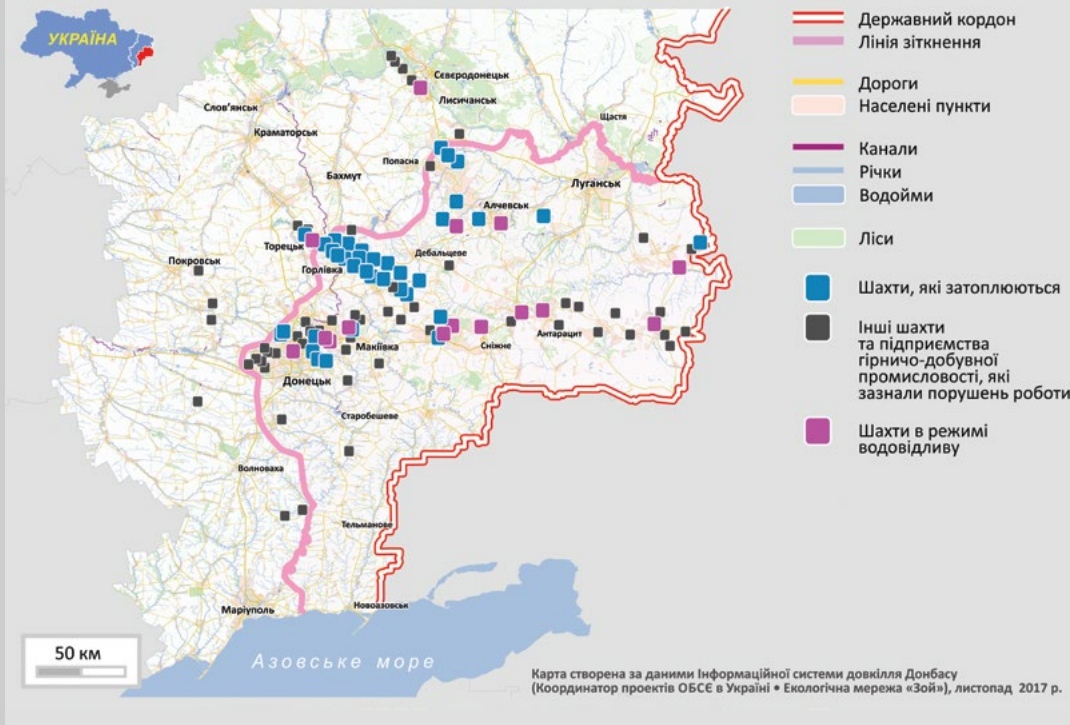 УКРАЇНА
Сєвєродонецьк
Лисичанськ
Слов'янськ
Щастя
Краматорськ
Попасна
Бахмут
Луганськ
Алчевськ
Торецьк
Дебальцеве
Покровськ
Горлівка
Антрацит
Макіївка
Сніжне
Донецьк
Старобешеве
Волноваха
Тельманове
Новоазовськ
Маріуполь
50 км
Азовське море
Державний кордон
Лінія зіткнення
Дороги
Населені пункти
Канали
Річки
Водойми
Ліси
Шахти, які затоплюються
Інші шахти
та підприємства
гірничо-добувної
промисловості, які
зазнали порушень роботи
Шахти в режимі
водовідливу
Карта створена за даними Інформаційної системи довкілля Донбасу
(Координатор проектів ОБСЄ в Україні • Екологічна мережа «Зой»), листопад 2017 р.